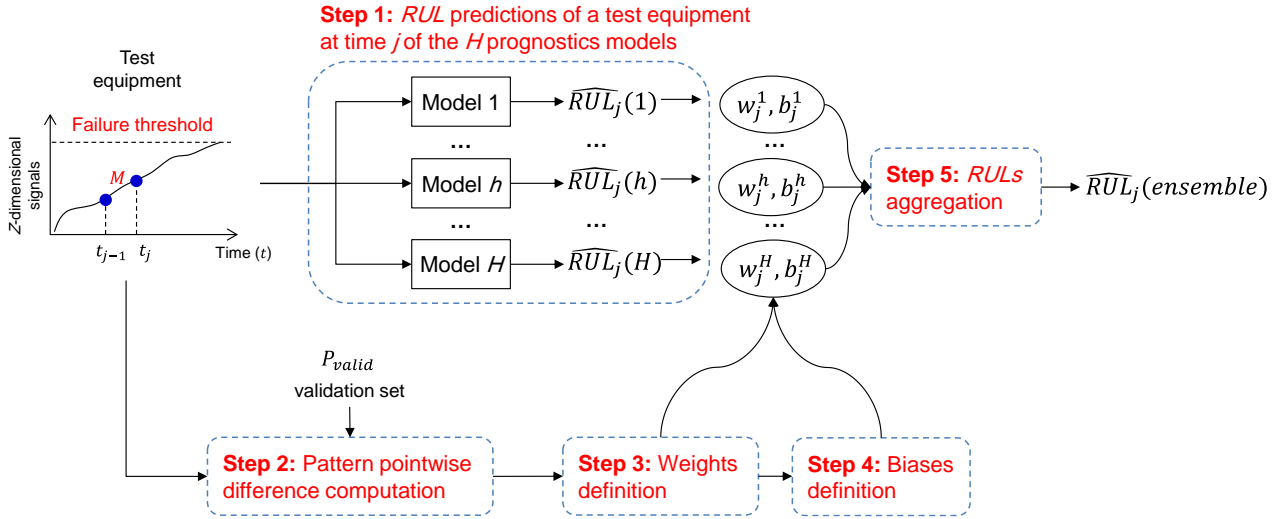 Step 1: RUL predictions of a test equipment
at time j of the H prognostics models
Test
equipment
Failure threshold
M
Z-dimensional
signals
t_{j-1}
t_j
Time (t)
Model 1
\widehat{RUL}_j(1)
w_j^1, b_j^1
...
...
...
Model h
\widehat{RUL}_j(h)
w_j^h, b_j^h
...
...
...
Model H
\widehat{RUL}_j(H)
w_j^H, b_j^H
Step 5: RULs
aggregation
\widehat{RUL}_j(ensemble)
P_{valid}
validation set
Step 2: Pattern pointwise
difference computation
Step 3: Weights
definition
Step 4: Biases
definition